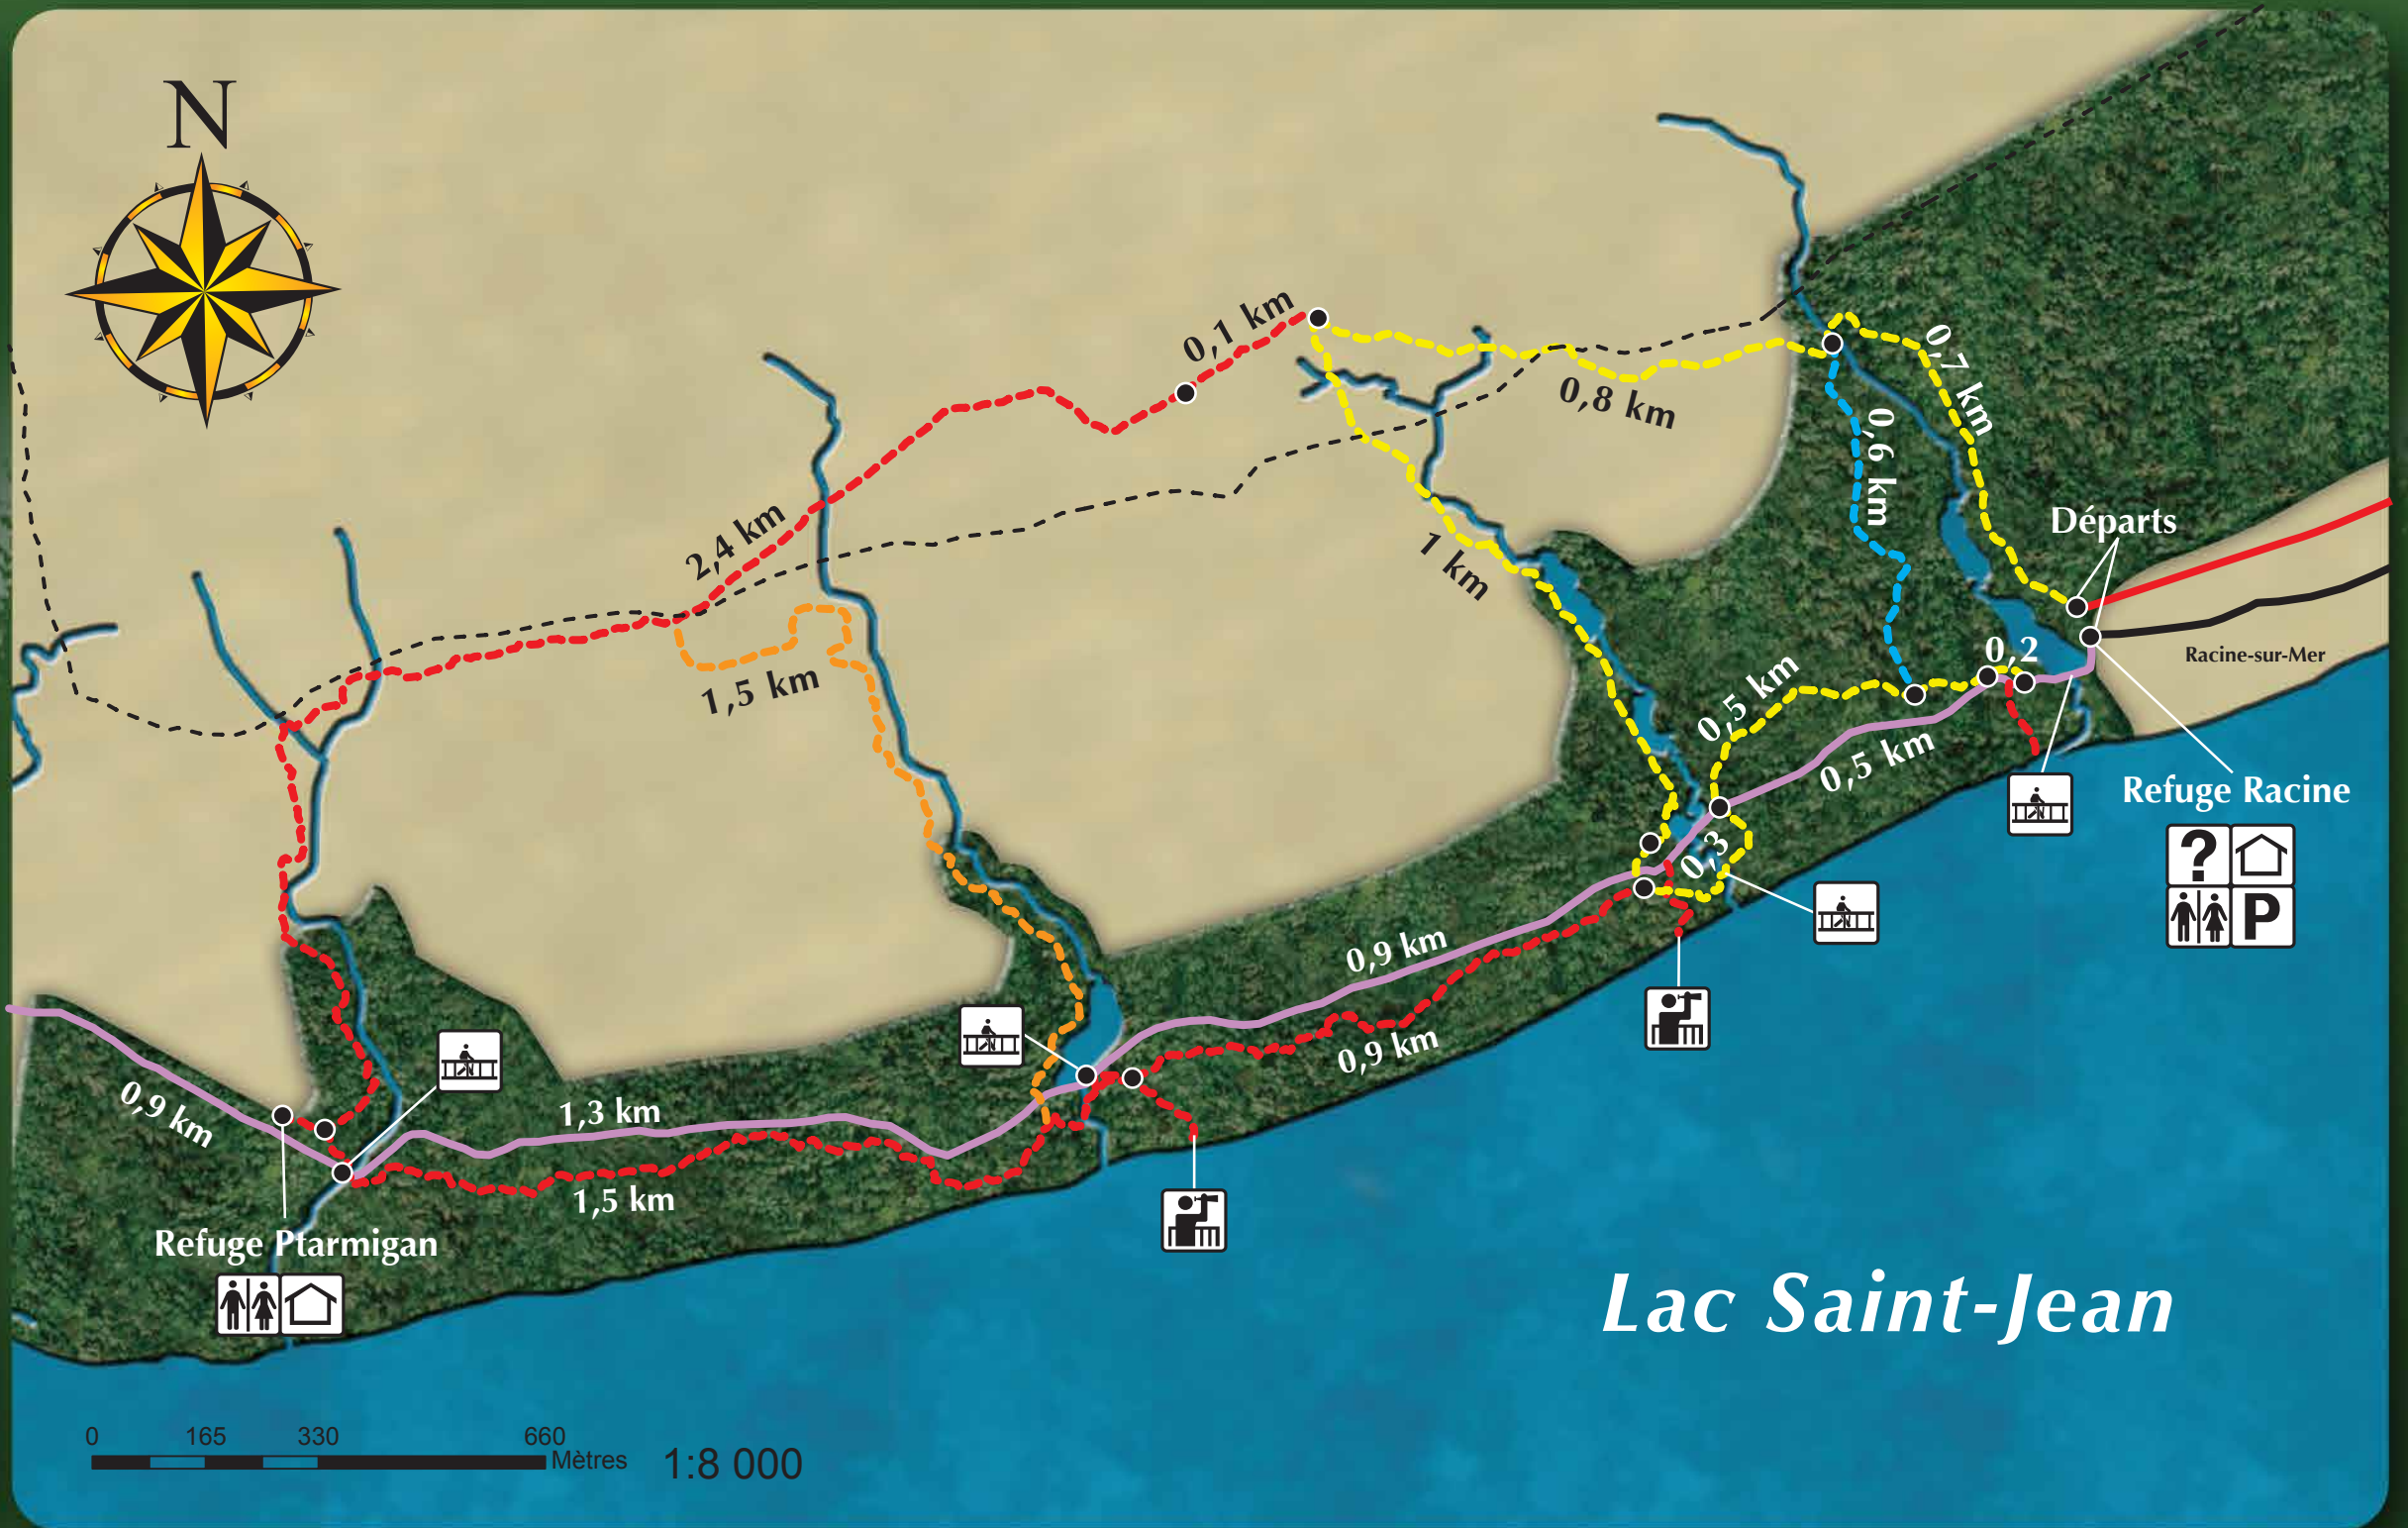 N
0,1 km
0,8 km
0,7 km
0,6 km
2,4 km
1 km
Départs
0,2
Racine-sur-Mer
1,5 km
0,5 km
0,5 km
Refuge Racine
0,3
?
P
0,9 km
0,9 km
0,9 km
1,3 km
1,5 km
Refuge Ptarmigan
Lac Saint-Jean
0 165 330 660
Mètres
1:8 000